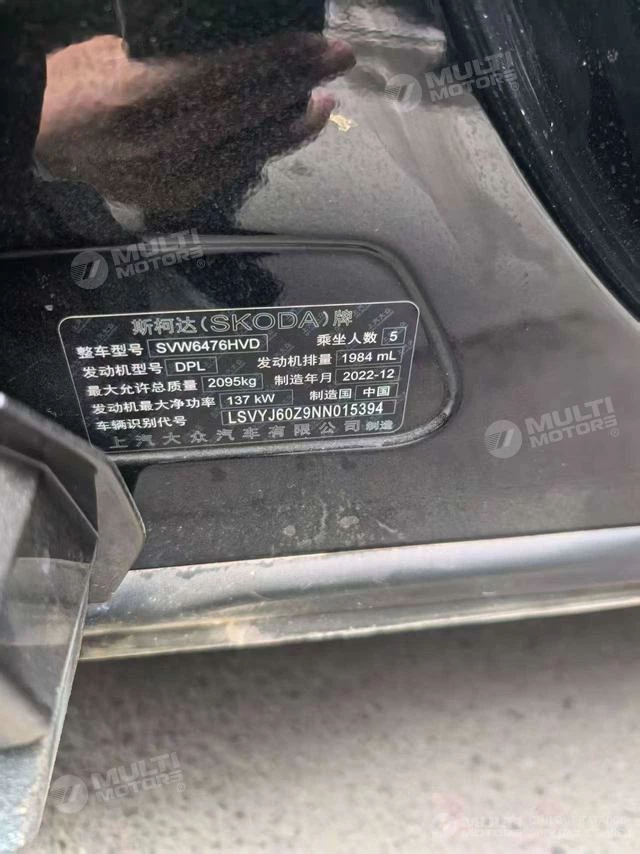 MULTI
MOTORS®
MULTI
MOTORS®
斯柯达(SKODA)牌
整车型号 SVW6476HVD 乘坐人数 5
发动机型号 DPL 发动机排量 1984 mL
最大允许总质量 2095kg 制造年月 2022-12
发动机最大净功率 137 kW 制造国 中国
车辆识别代号 LSVYJ60Z9NN015394
上汽大众汽车有限公司 制造
MULTI
MOTORS®
MULTI
MOTORS®
MULTI
MOTORS